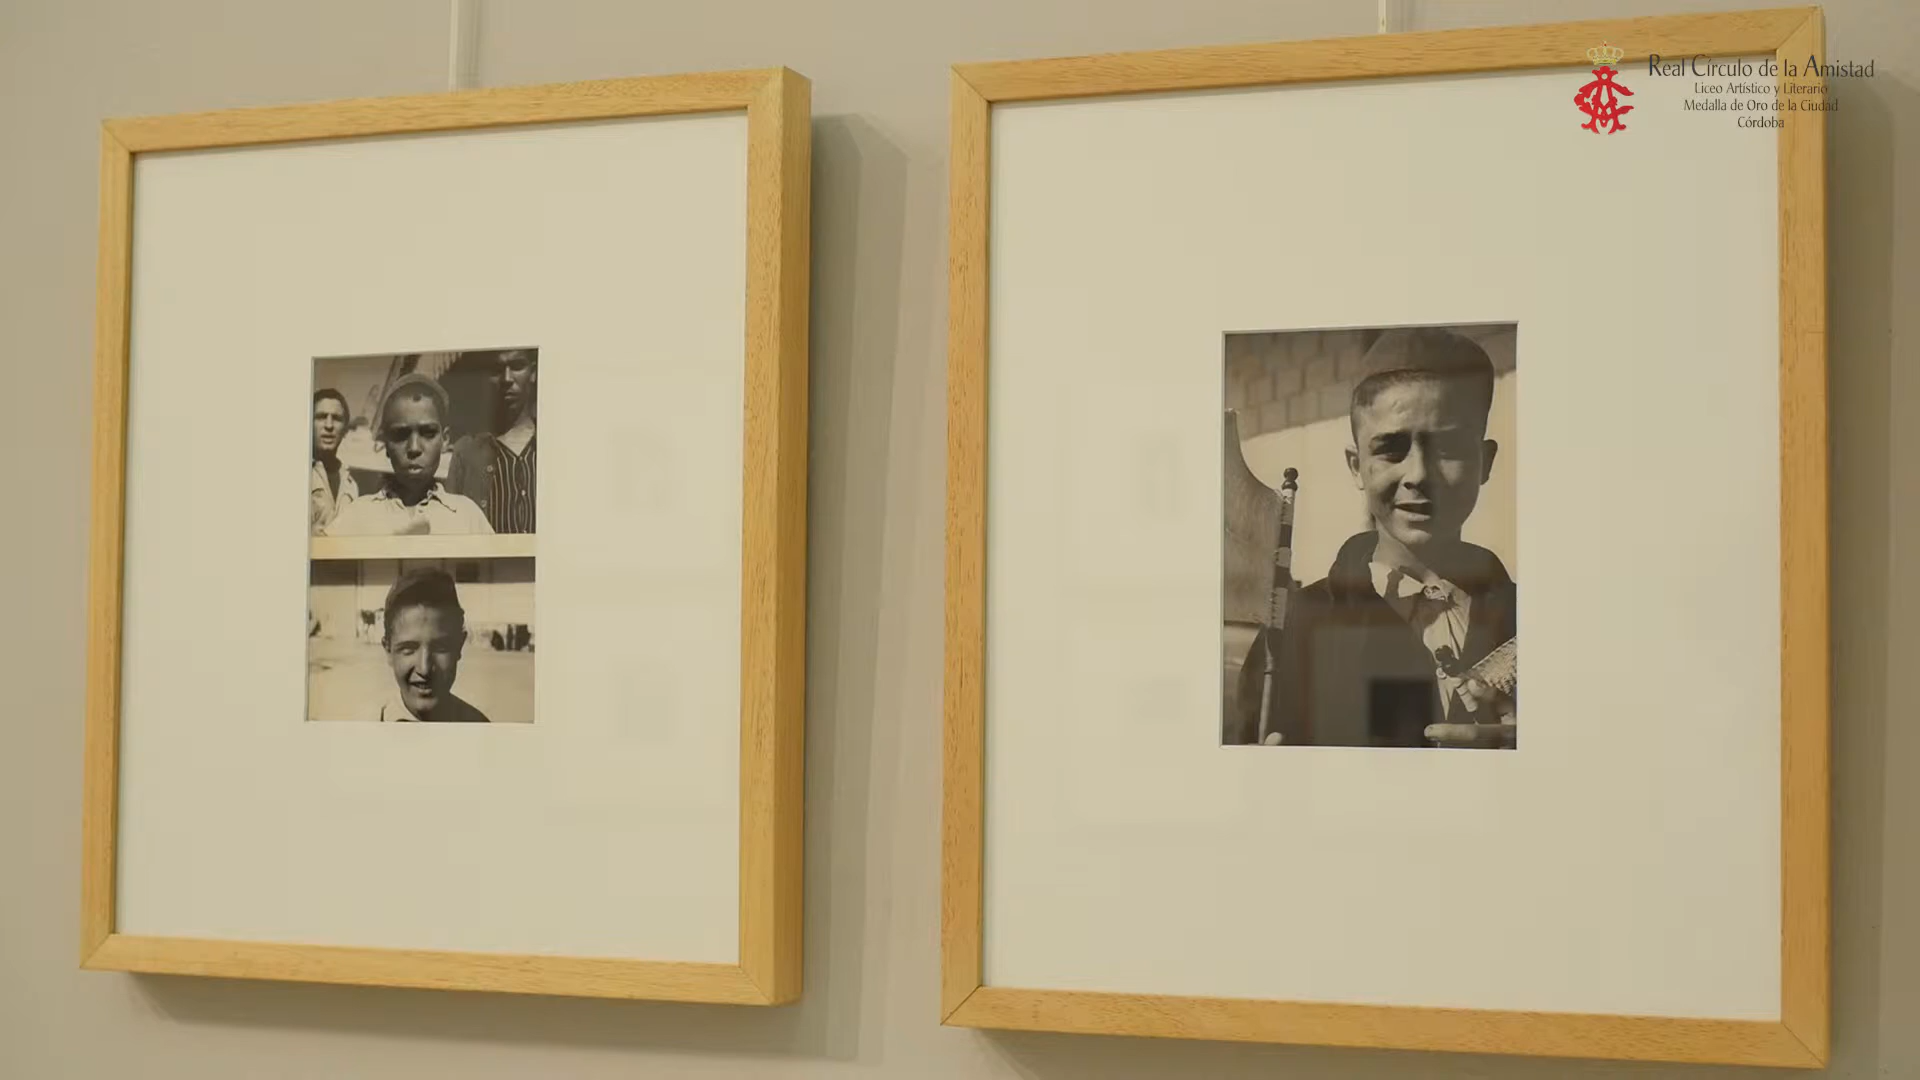 Real Círculo de la Amistad
Liceo Artístico y Literario
Medalla de Oro de la Ciudad
Córdoba